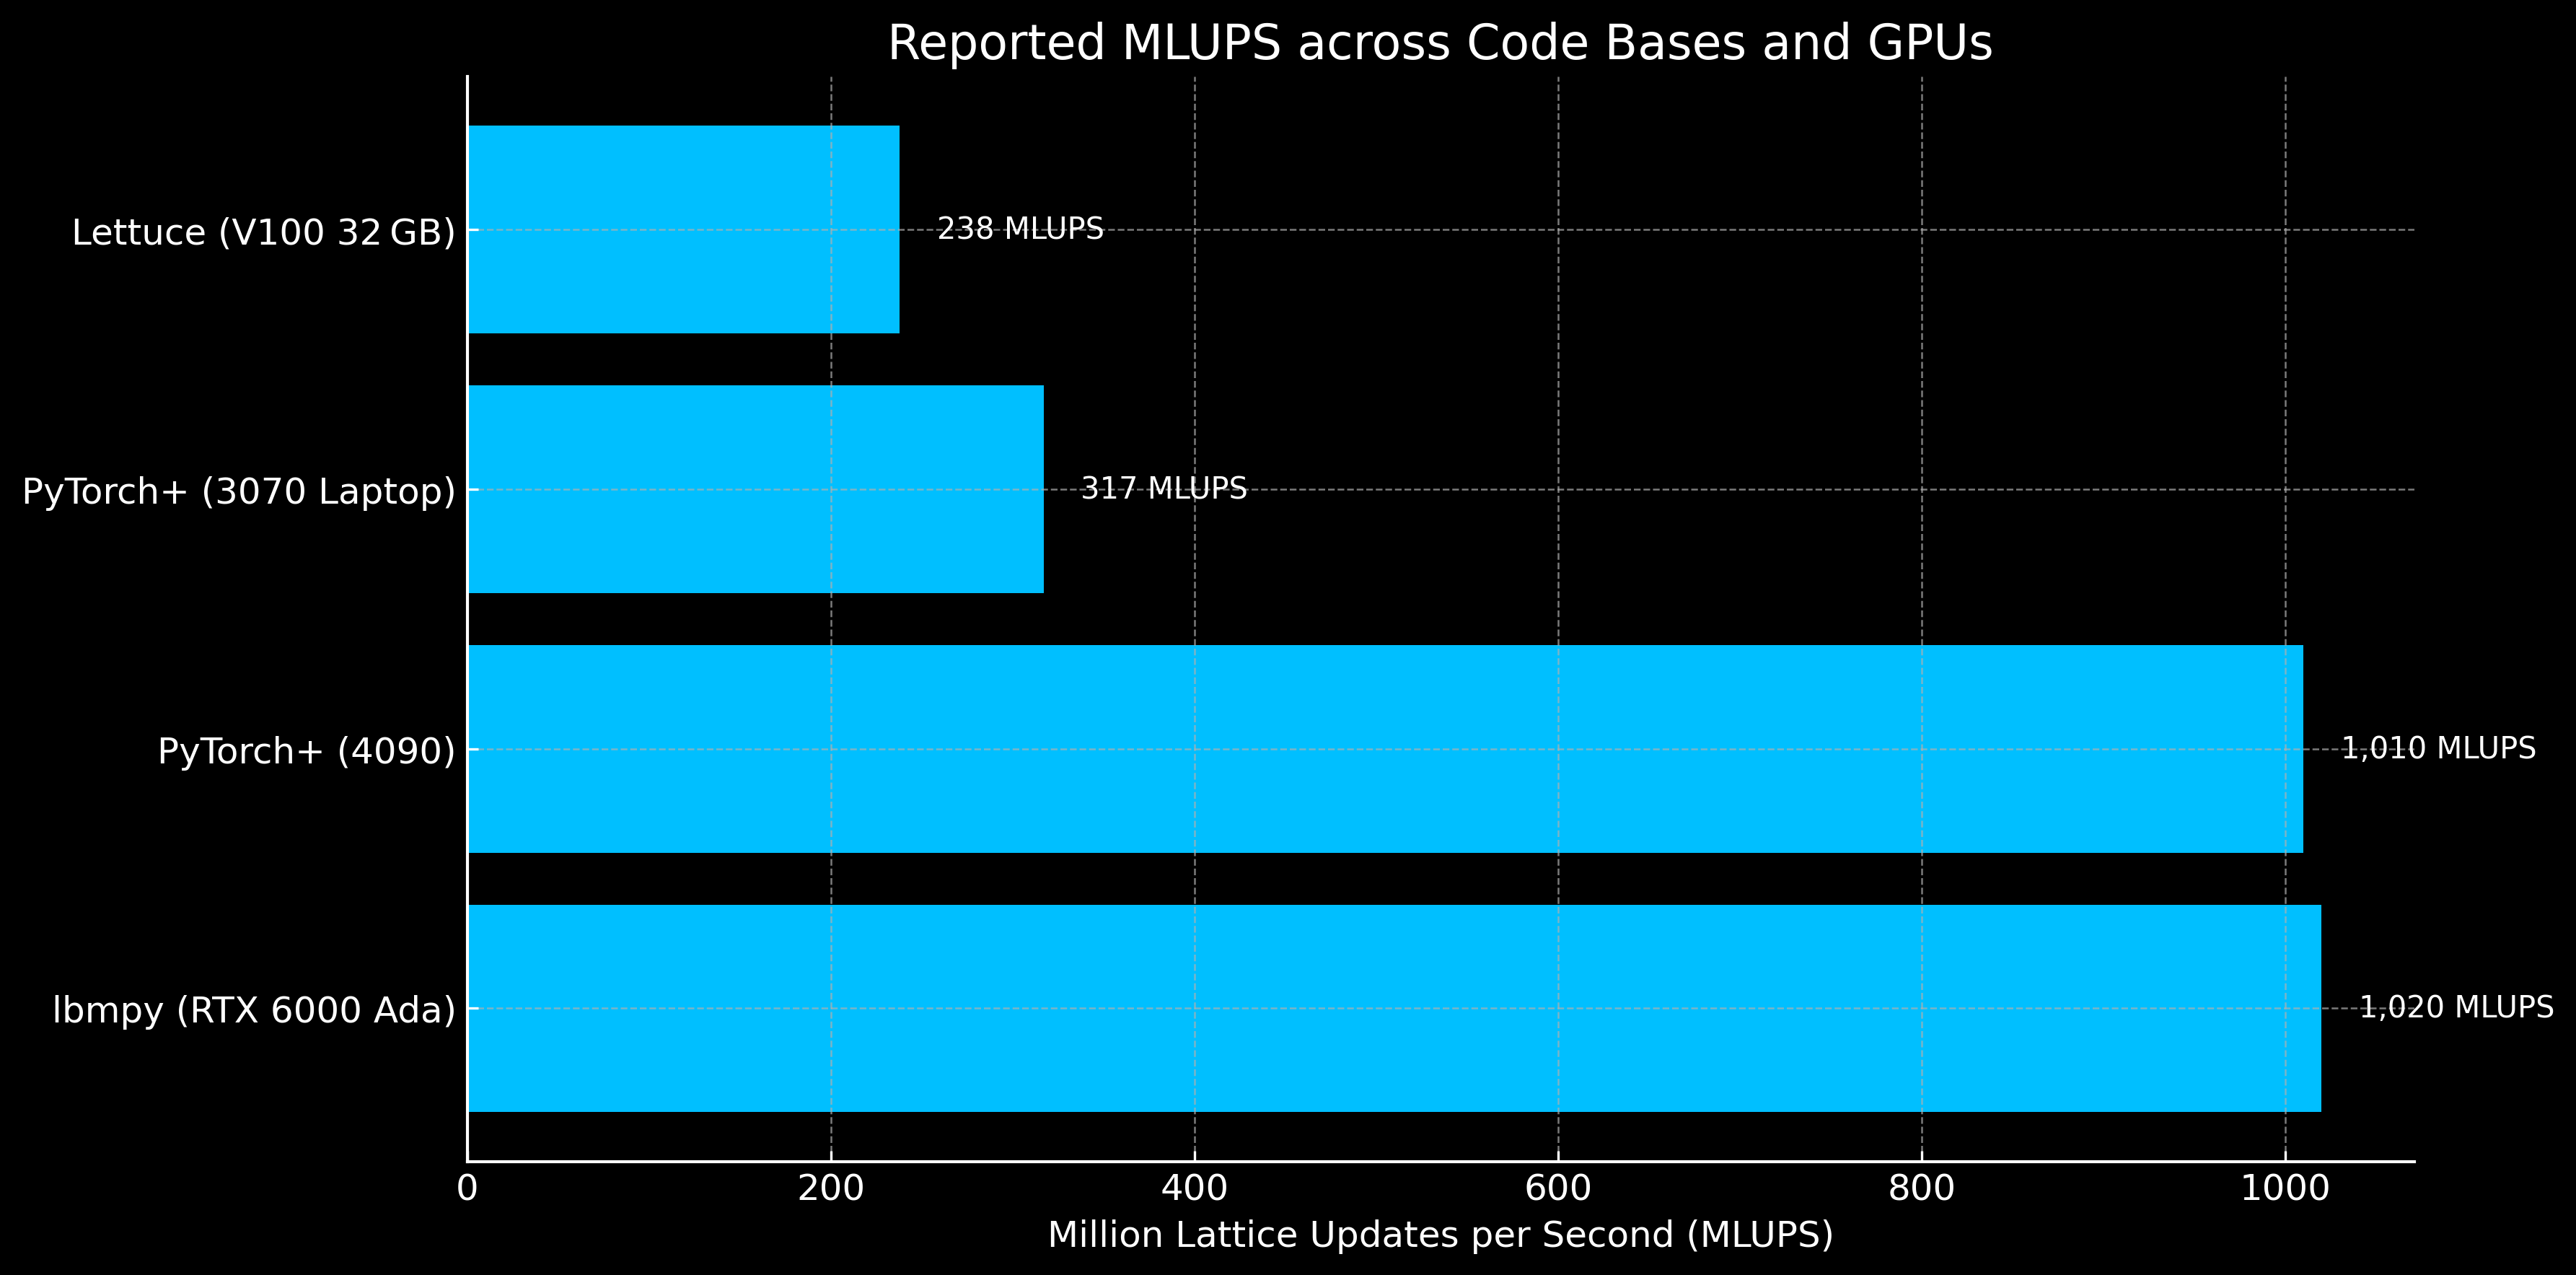 Reported MLUPS across Code Bases and GPUs
Lettuce (V100 32 GB)
238 MLUPS
PyTorch+ (3070 Laptop)
317 MLUPS
PyTorch+ (4090)
1,010 MLUPS
lbmpy (RTX 6000 Ada)
1,020 MLUPS
0 200 400 600 800 1000
Million Lattice Updates per Second (MLUPS)